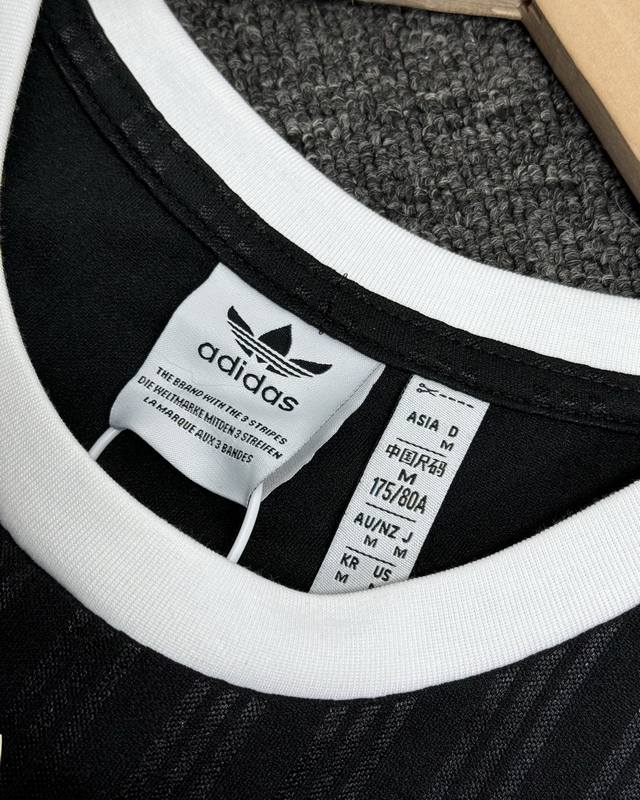 adidas
THE BRAND WITH THE 3 STRIPES
DIE WELTMARKE MIT DEN 3 STREIFEN
LA MARQUE AUX 3 BANDES
ASIA D
M
中国尺码
M
175/80A
AU/NZ J
M M
KR US
M